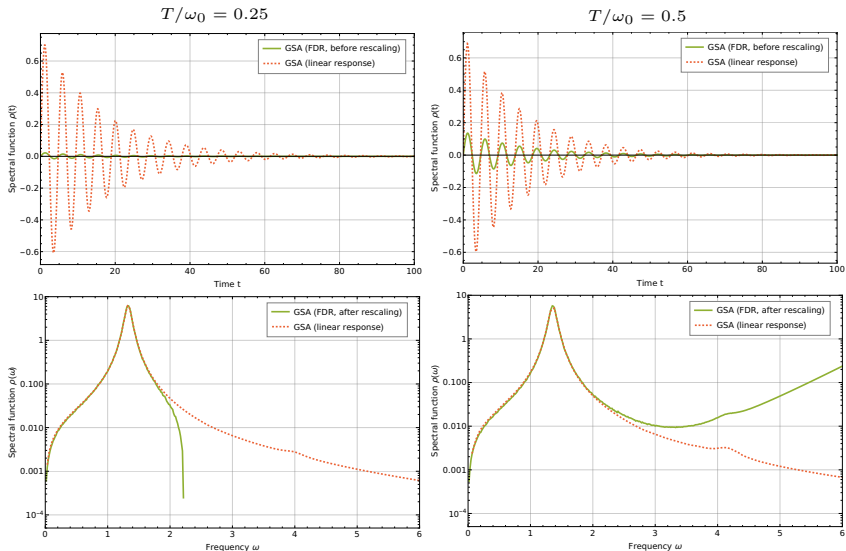 T/ω0 = 0.25
GSA (FDR, before rescaling)
GSA (linear response)
Spectral function ρ(t)
0.6
0.4
0.2
0.0
−0.2
−0.4
−0.6
0 20 40 60 80 100
Time t
T/ω0 = 0.5
GSA (FDR, before rescaling)
GSA (linear response)
Spectral function ρ(t)
0.6
0.4
0.2
0.0
−0.2
−0.4
−0.6
0 20 40 60 80 100
Time t
GSA (FDR, after rescaling)
GSA (linear response)
Spectral function ρ(ω)
10
1
0.100
0.010
0.001
10^−4
0 1 2 3 4 5 6
Frequency ω
GSA (FDR, after rescaling)
GSA (linear response)
Spectral function ρ(ω)
10
1
0.100
0.010
0.001
10^−4
0 1 2 3 4 5 6
Frequency ω